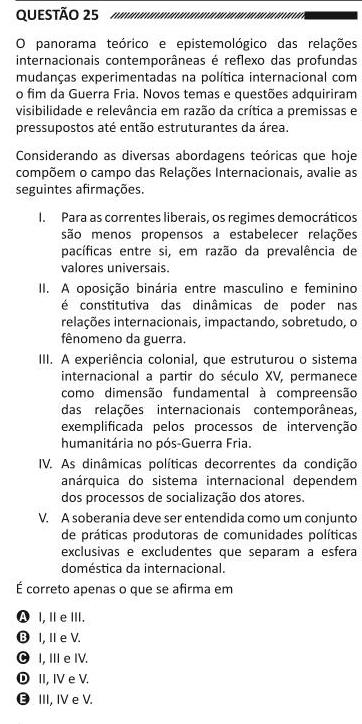 QUESTÃO 25
O panorama teórico e epistemológico das relações
internacionais contemporâneas é reflexo das profundas
mudanças experimentadas na política internacional com
o fim da Guerra Fria. Novos temas e questões adquiriram
visibilidade e relevância em razão da crítica a premissas e
pressupostos até então estruturantes da área.
Considerando as diversas abordagens teóricas que hoje
compõem o campo das Relações Internacionais, avalie as
seguintes afirmações.
I. Para as correntes liberais, os regimes democráticos
são menos propensos a estabelecer relações
pacíficas entre si, em razão da prevalência de
valores universais.
II. A oposição binária entre masculino e feminino
é constitutiva das dinâmicas de poder nas
relações internacionais, impactando, sobretudo, o
fenômeno da guerra.
III. A experiência colonial, que estruturou o sistema
internacional a partir do século XV, permanece
como dimensão fundamental à compreensão
das relações internacionais contemporâneas,
exemplificada pelos processos de intervenção
humanitária no pós-Guerra Fria.
IV. As dinâmicas políticas decorrentes da condição
anárquica do sistema internacional dependem
dos processos de socialização dos atores.
V. A soberania deve ser entendida como um conjunto
de práticas produtoras de comunidades políticas
exclusivas e excludentes que separam a esfera
doméstica da internacional.
É correto apenas o que se afirma em
A I, II e III.
B I, II e V.
C I, III e IV.
D II, IV e V.
E III, IV e V.